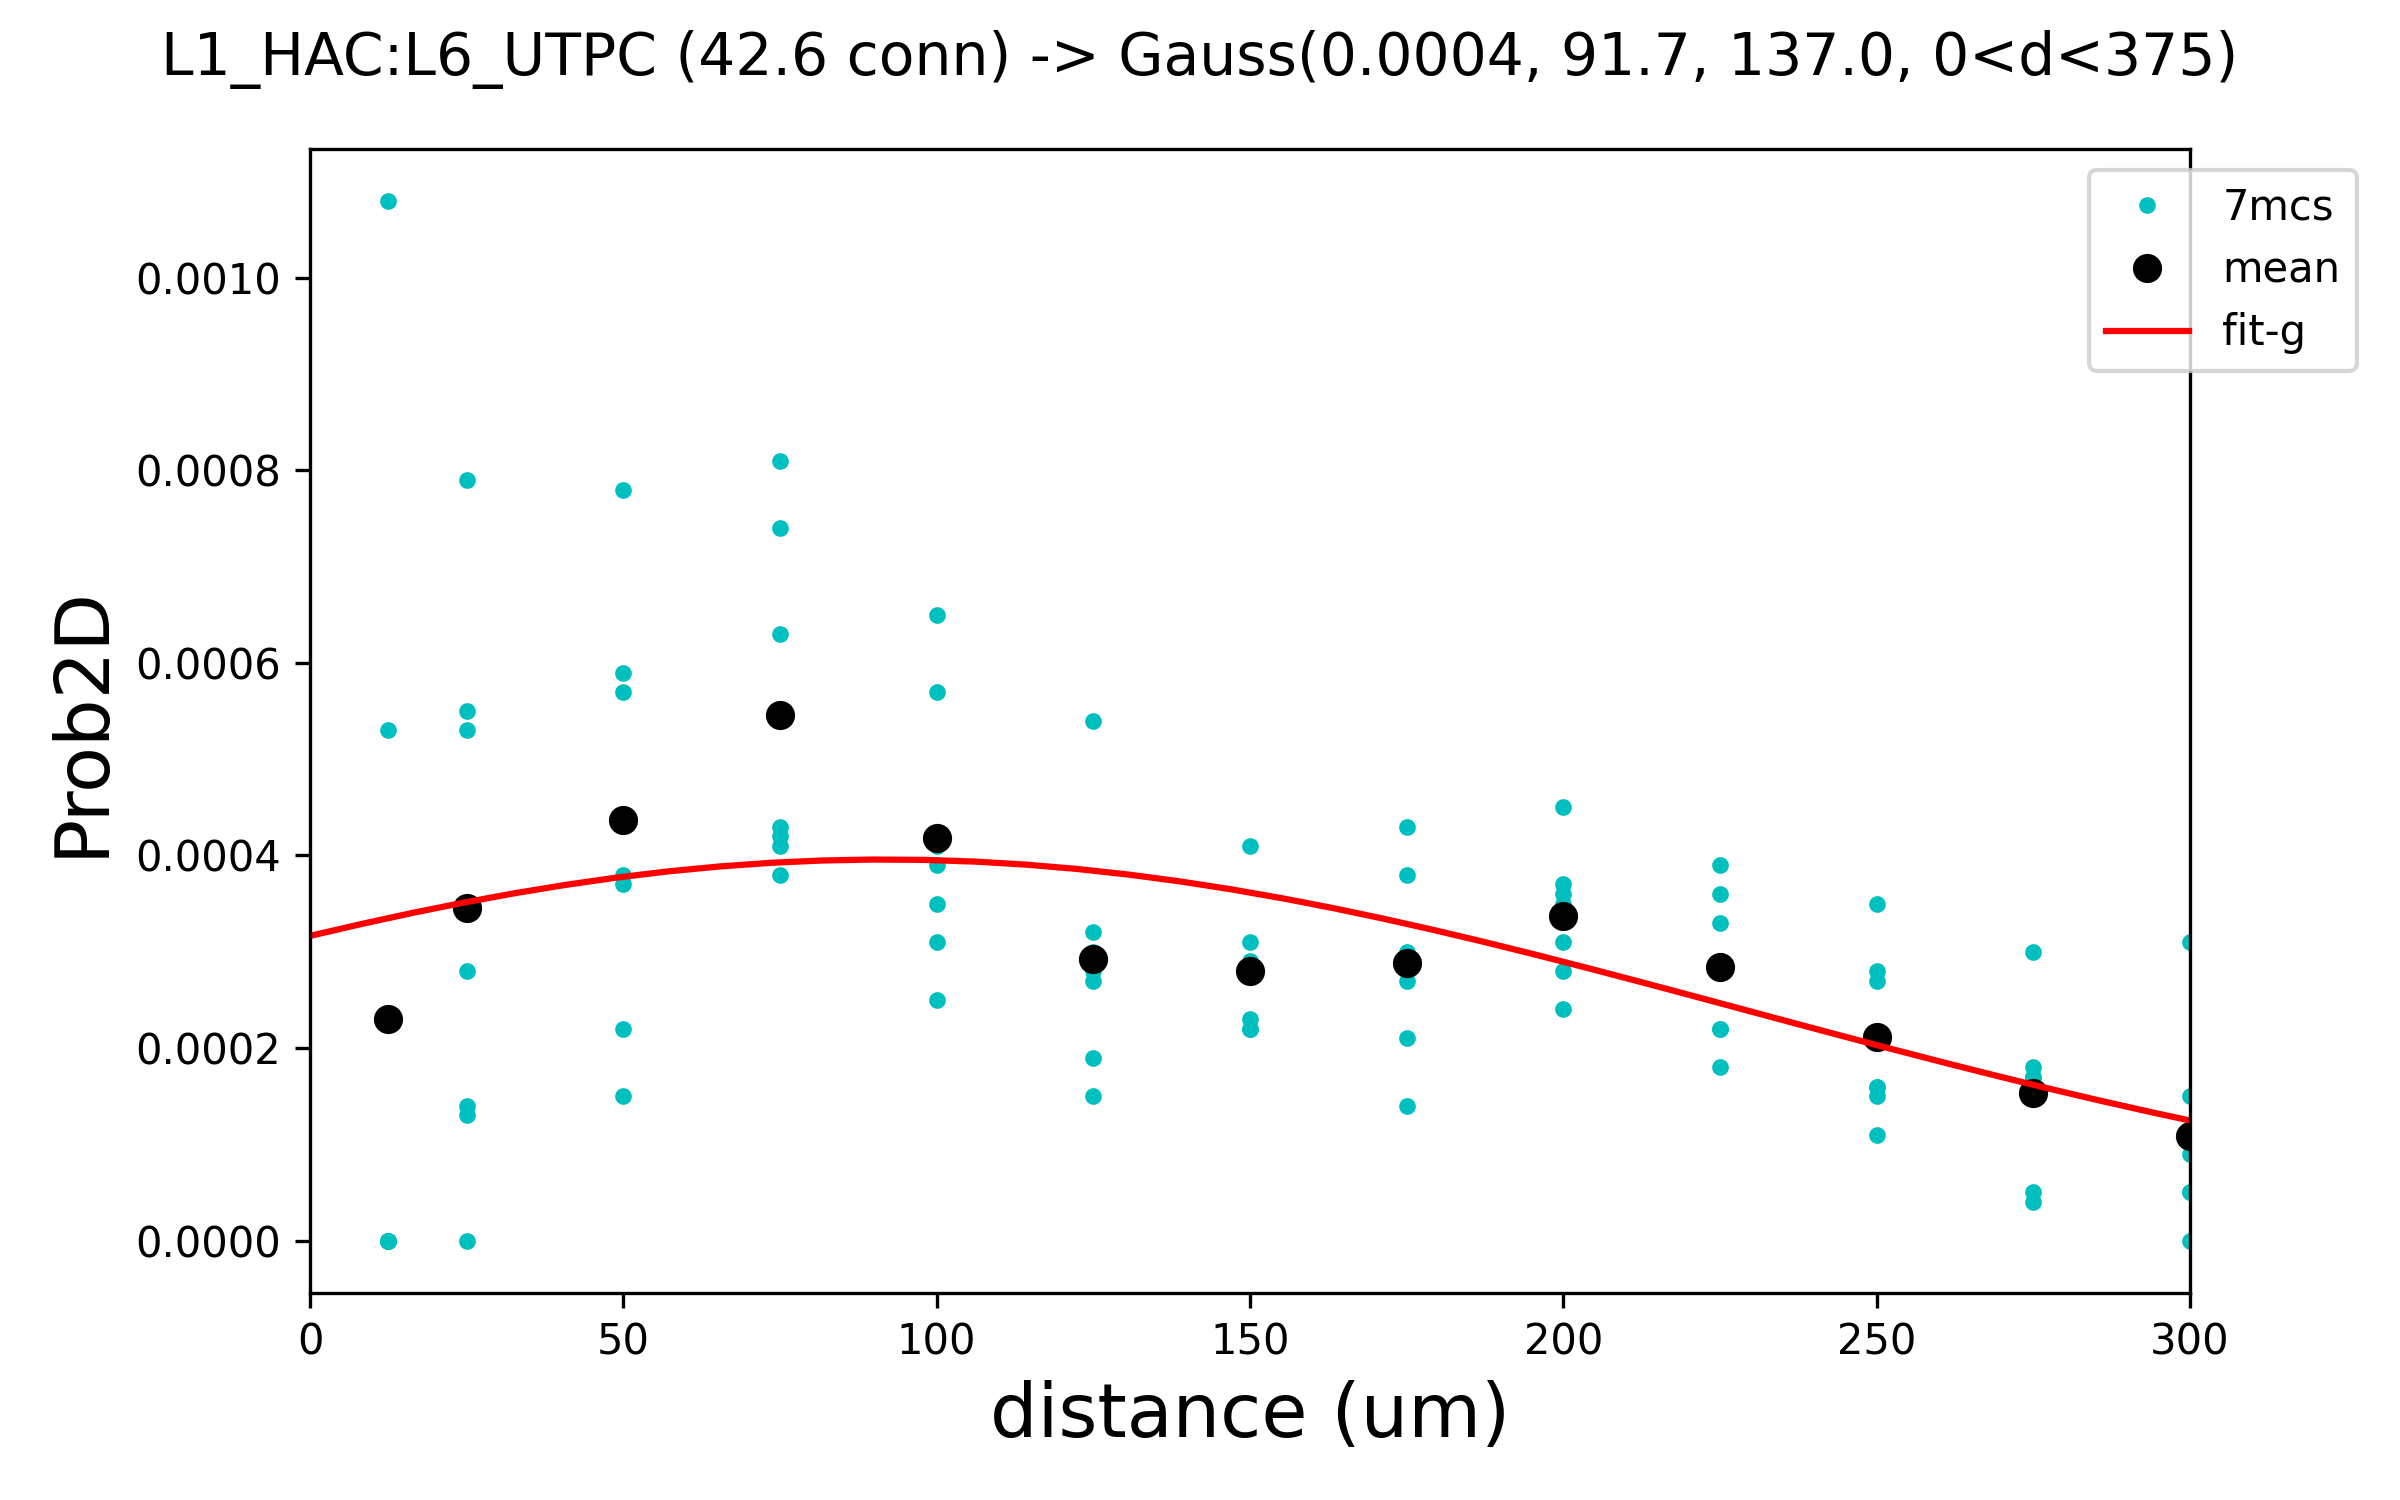 L1_HAC:L6_UTPC (42.6 conn) -> Gauss(0.0004, 91.7, 137.0, 0<d<375)
7mcs
mean
fit-g
Prob2D
0.0010
0.0008
0.0006
0.0004
0.0002
0.0000
0 50 100 150 200 250 300
distance (um)